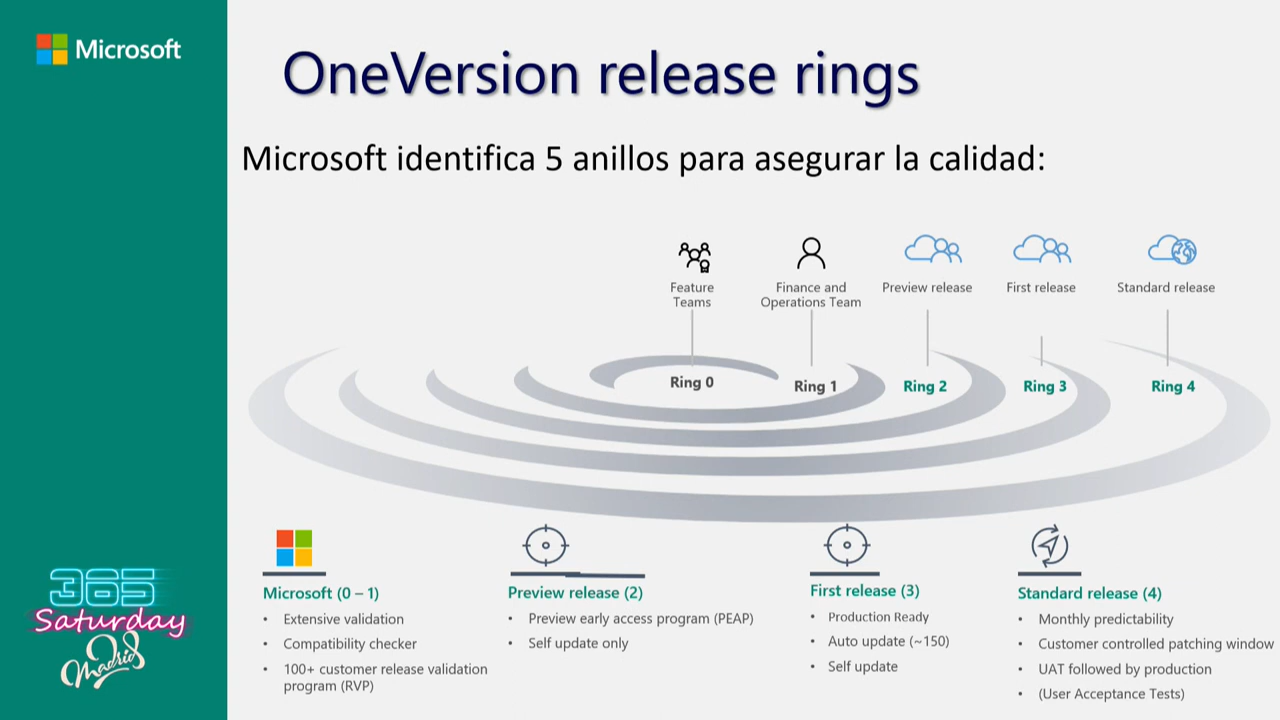 Microsoft
OneVersion release rings
Microsoft identifica 5 anillos para asegurar la calidad:
Feature
Teams
Finance and
Operations Team
Preview release
First release
Standard release
Ring 0
Ring 1
Ring 2
Ring 3
Ring 4
Microsoft (0 – 1)
• Extensive validation
• Compatibility checker
• 100+ customer release validation
program (RVP)
Preview release (2)
• Preview early access program (PEAP)
• Self update only
First release (3)
• Production Ready
• Auto update (~150)
• Self update
Standard release (4)
• Monthly predictability
• Customer controlled patching window
• UAT followed by production
• (User Acceptance Tests)
365
Saturday
Madrid